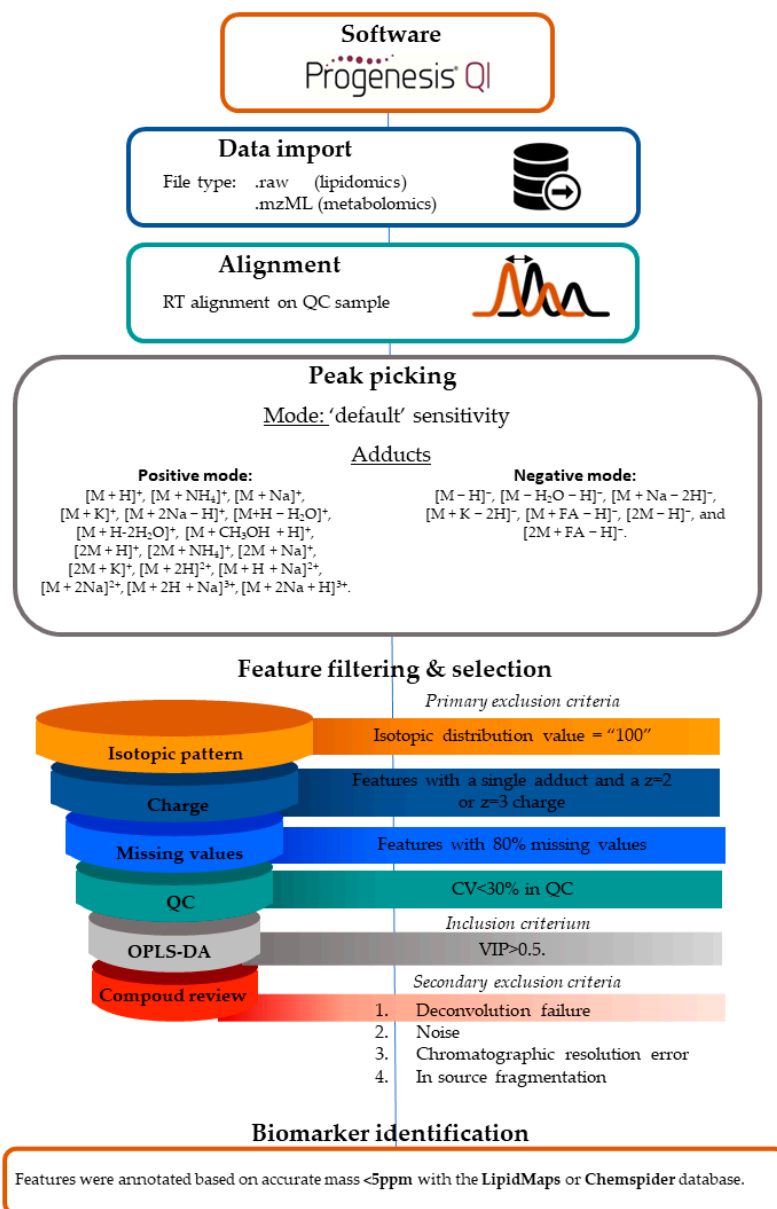 Software
Progenesis® QI
Data import
File type: .raw (lipidomics)
.mzML (metabolomics)
Alignment
RT alignment on QC sample
Peak picking
Mode: ‘default’ sensitivity
Adducts
Positive mode:
[M + H]⁺, [M + NH₄]⁺, [M + Na]⁺,
[M + K]⁺, [M + 2Na – H]⁺, [M+H – H₂O]⁺,
[M + H-2H₂O]⁺, [M + CH₃OH + H]⁺,
[2M + H]⁺, [2M + NH₄]⁺, [2M + Na]⁺,
[2M + K]⁺, [M + 2H]²⁺, [M + H + Na]²⁺,
[M + 2Na]²⁺, [M + 2H + Na]³⁺, [M + 2Na + H]³⁺.
Negative mode:
[M – H]⁻, [M – H₂O – H]⁻, [M + Na – 2H]⁻,
[M + K – 2H]⁻, [M + FA – H]⁻, [2M – H]⁻, and
[2M + FA – H]⁻.
Feature filtering & selection
Primary exclusion criteria
Isotopic pattern
Isotopic distribution value = “100”
Charge
Features with a single adduct and a z=2
or z=3 charge
Missing values
Features with 80% missing values
QC
CV<30% in QC
Inclusion criterium
OPLS-DA
VIP>0.5.
Secondary exclusion criteria
Compoud review
1. Deconvolution failure
2. Noise
3. Chromatographic resolution error
4. In source fragmentation
Biomarker identification
Features were annotated based on accurate mass <5ppm with the LipidMaps or Chemspider database.